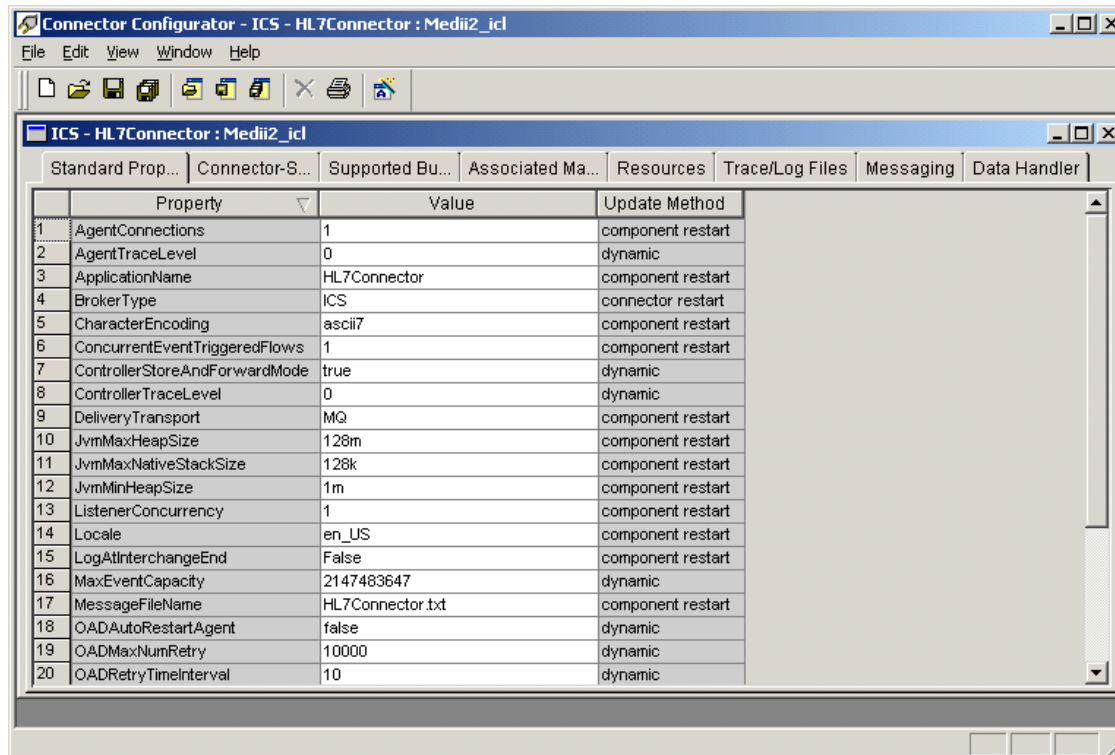 Connector Configurator - ICS - HL7Connector : Medii2_icl
File Edit View Window Help
ICS - HL7Connector : Medii2_icl
Standard Prop... Connector-S... Supported Bu... Associated Ma... Resources Trace/Log Files Messaging Data Handler
Property Value Update Method
1 AgentConnections 1 component restart
2 AgentTraceLevel 0 dynamic
3 ApplicationName HL7Connector component restart
4 BrokerType ICS connector restart
5 CharacterEncoding ascii7 component restart
6 ConcurrentEventTriggeredFlows 1 component restart
7 ControllerStoreAndForwardMode true dynamic
8 ControllerTraceLevel 0 dynamic
9 DeliveryTransport MQ component restart
10 JvmMaxHeapSize 128m component restart
11 JvmMaxNativeStackSize 128k component restart
12 JvmMinHeapSize 1m component restart
13 ListenerConcurrency 1 component restart
14 Locale en_US component restart
15 LogAtInterchangeEnd False component restart
16 MaxEventCapacity 2147483647 dynamic
17 MessageFileName HL7Connector.txt component restart
18 OADAutoRestartAgent false dynamic
19 OADMaxNumRetry 10000 dynamic
20 OADRetryTimeInterval 10 dynamic